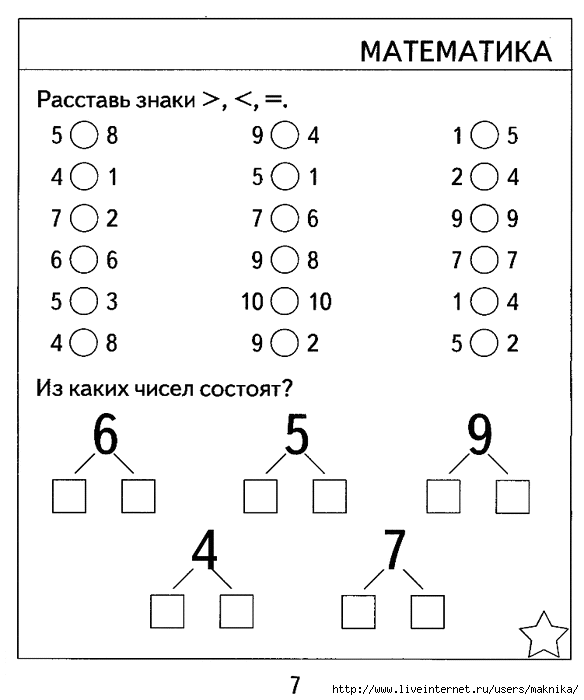 МАТЕМАТИКА
Расставь знаки >, <, =.
5 8 9 4 1 5
4 1 5 1 2 4
7 2 7 6 9 9
6 6 9 8 7 7
5 3 10 10 1 4
4 8 9 2 5 2
Из каких чисел состоят?
6 5 9
4 7
7
http://www.liveinternet.ru/users/maknika/